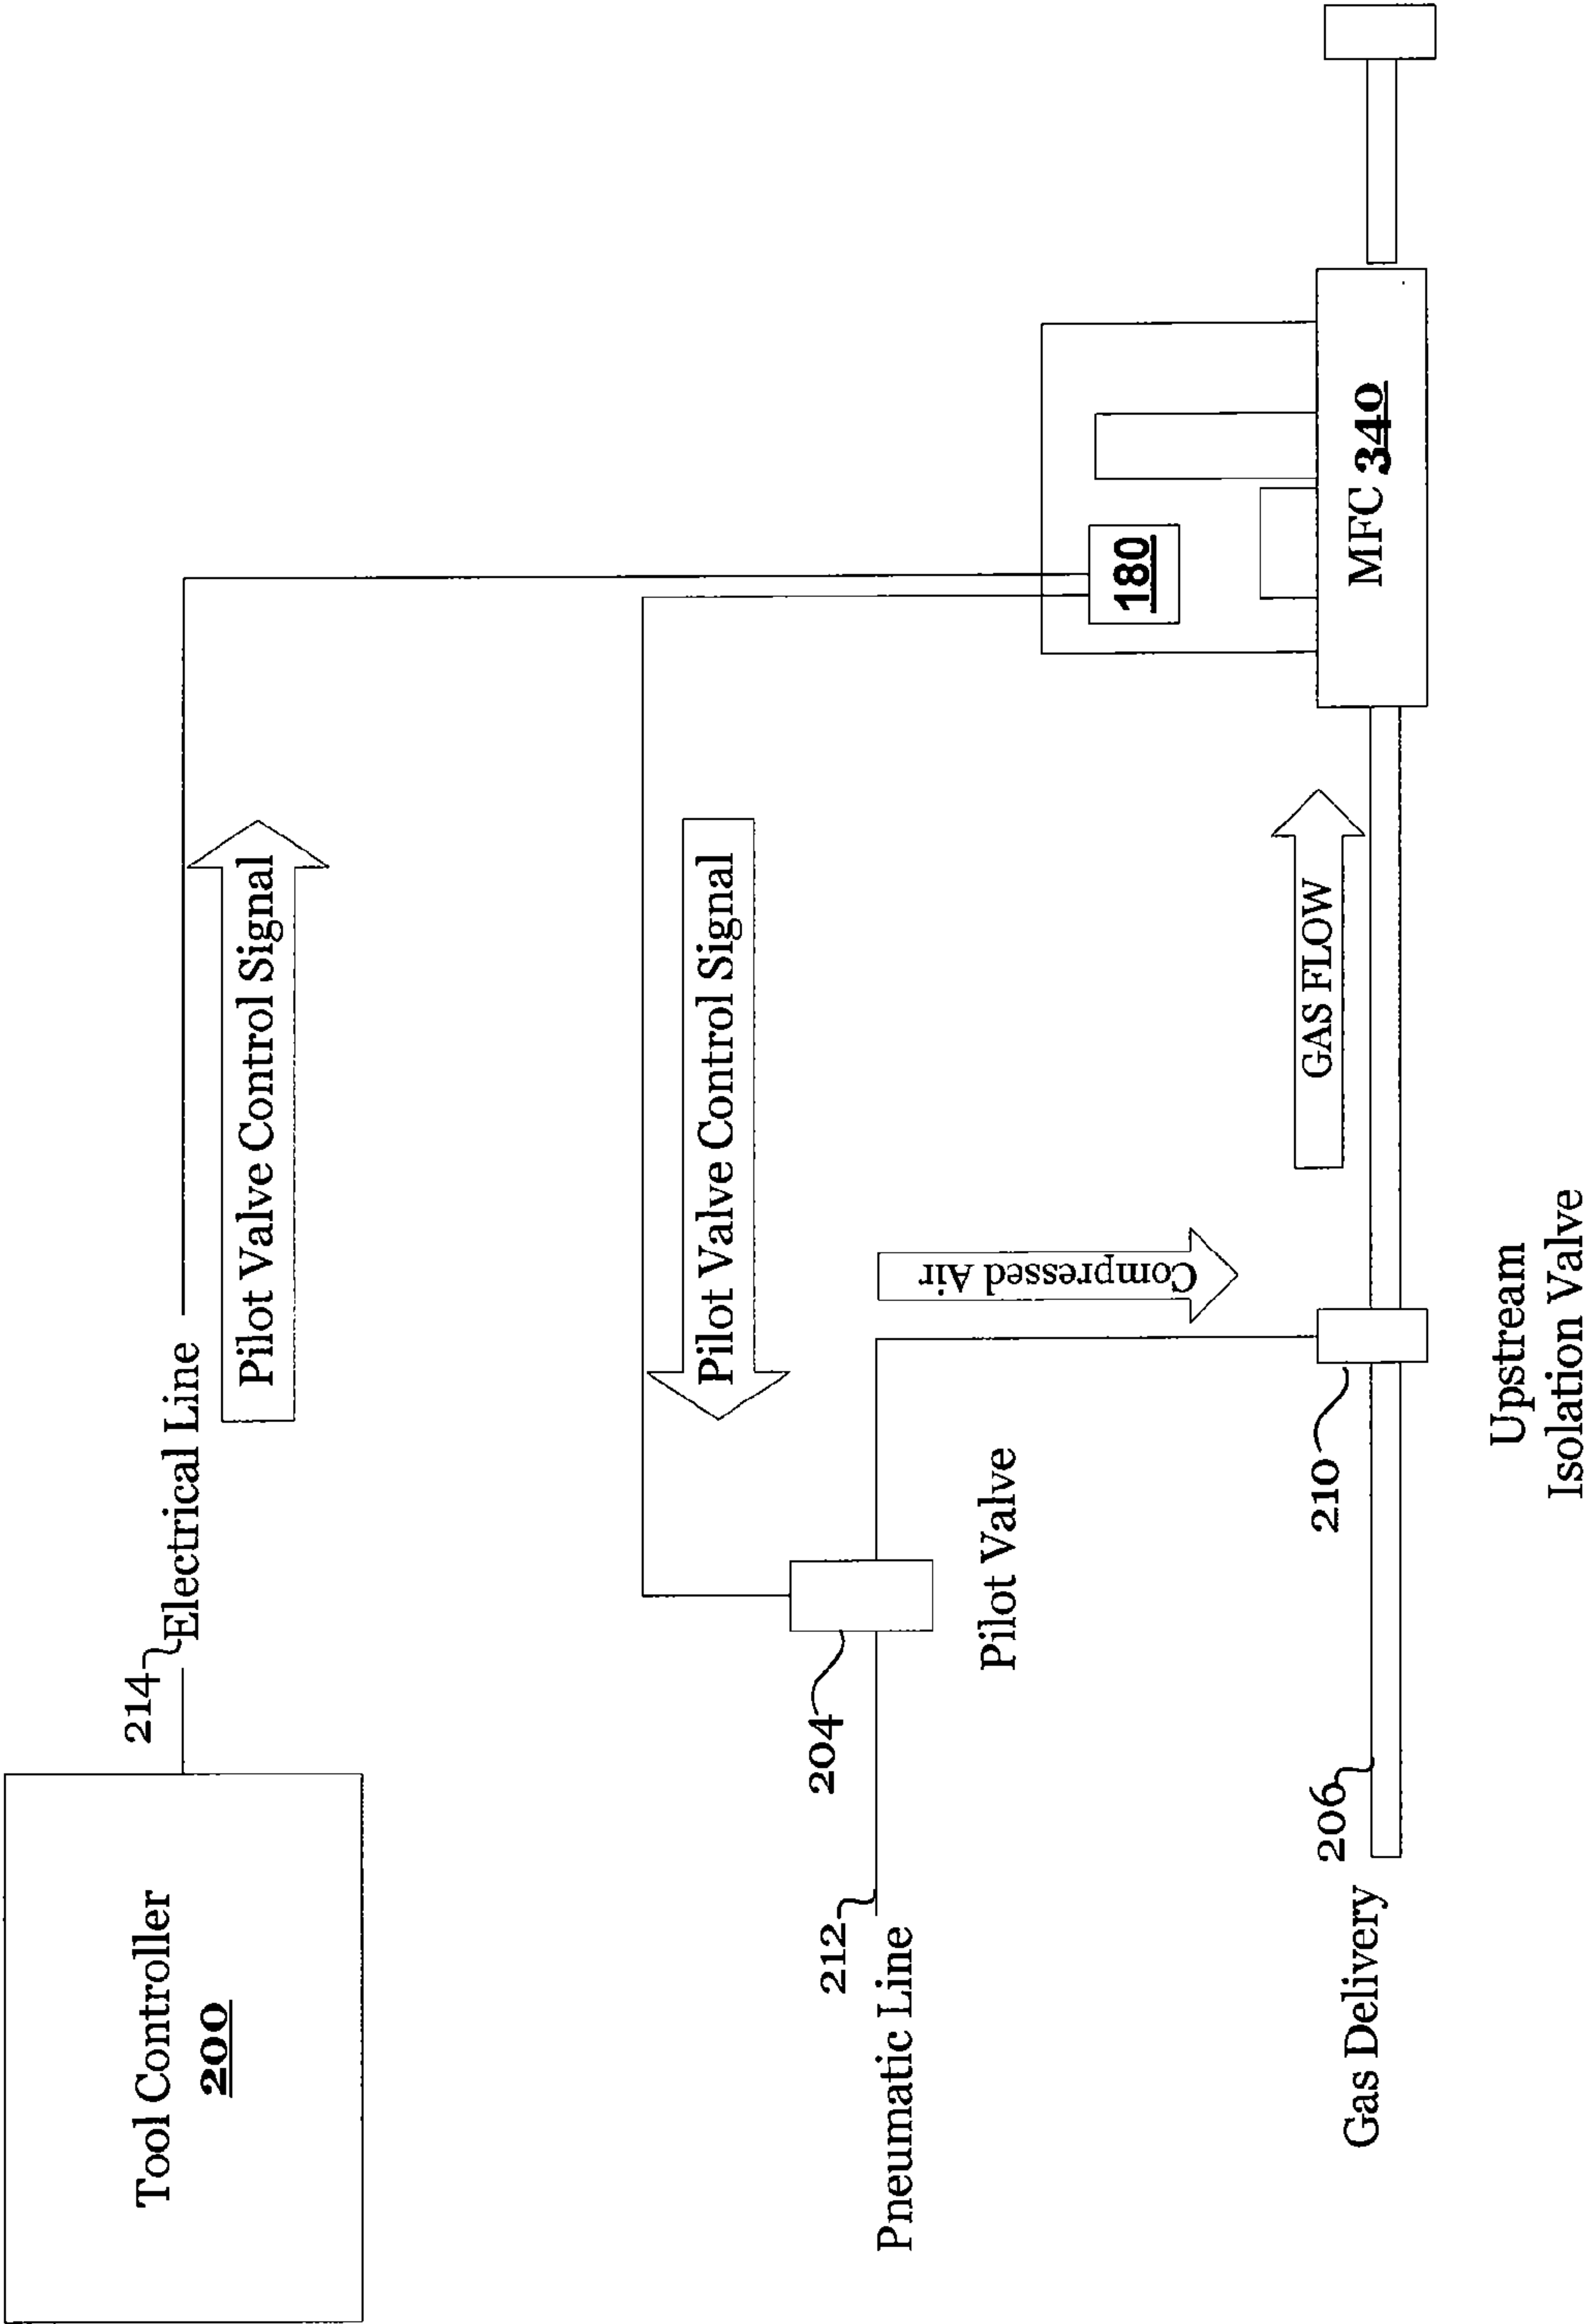 Tool Controller
200
214
Electrical Line
Pilot Valve Control Signal
Pilot Valve Control Signal
212
Pneumatic Line
204
Pilot Valve
Compressed Air
180
MFC 340
GAS FLOW
Gas Delivery
206
210
Upstream
Isolation Valve